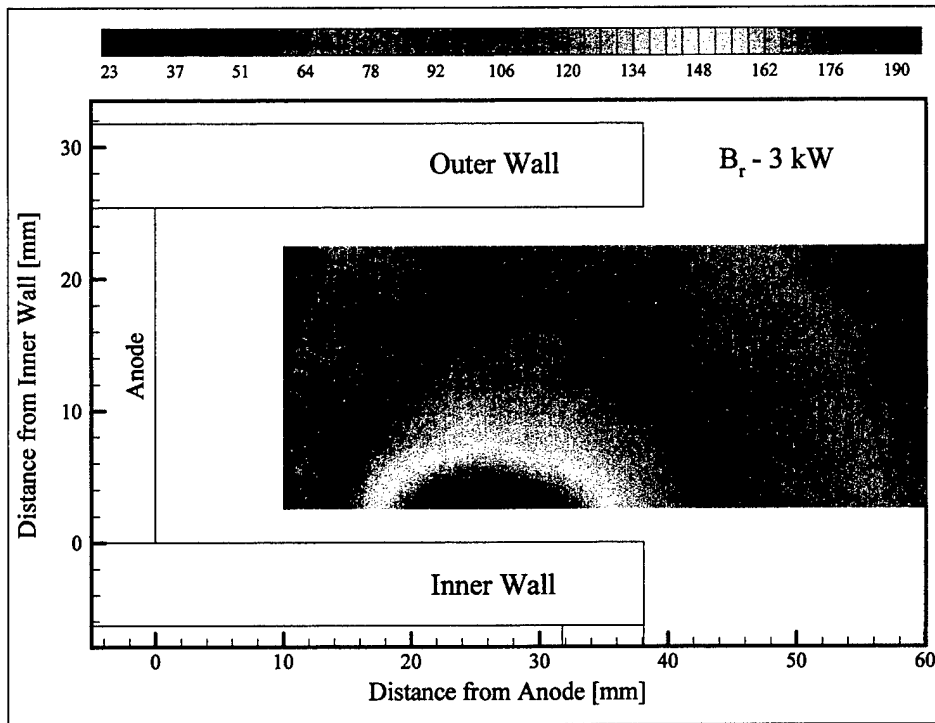 23 37 51 64 78 92 106 120 134 148 162 176 190
Outer Wall
B_r - 3 kW
30
20
10
0
Distance from Inner Wall [mm]
Anode
Inner Wall
0 10 20 30 40 50 60
Distance from Anode [mm]